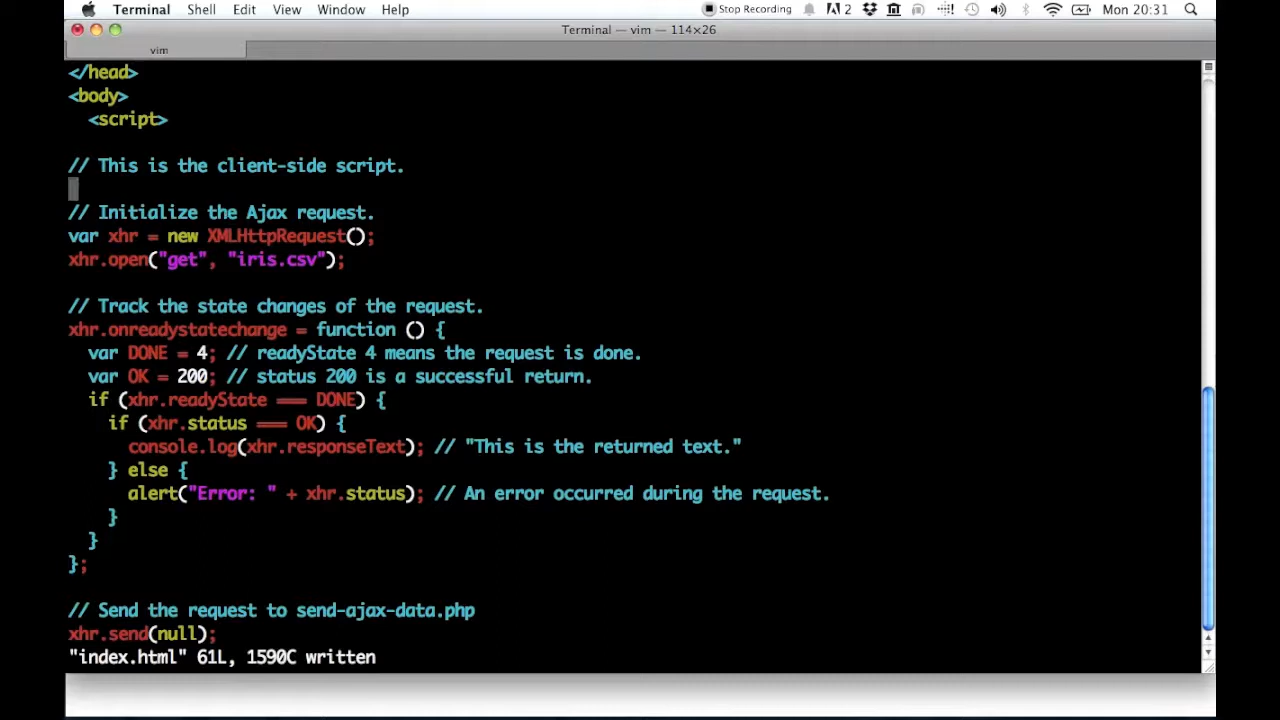 Terminal Shell Edit View Window Help Stop Recording 2 Mon 20:31
Terminal — vim — 114×26
vim
</head>
<body>
  <script>
// This is the client-side script.
// Initialize the Ajax request.
var xhr = new XMLHttpRequest();
xhr.open("get", "iris.csv");
// Track the state changes of the request.
xhr.onreadystatechange = function () {
  var DONE = 4; // readyState 4 means the request is done.
  var OK = 200; // status 200 is a successful return.
  if (xhr.readyState === DONE) {
    if (xhr.status === OK) {
      console.log(xhr.responseText); // "This is the returned text."
    } else {
      alert("Error: " + xhr.status); // An error occurred during the request.
    }
  }
};
// Send the request to send-ajax-data.php
xhr.send(null);
"index.html" 61L, 1590C written